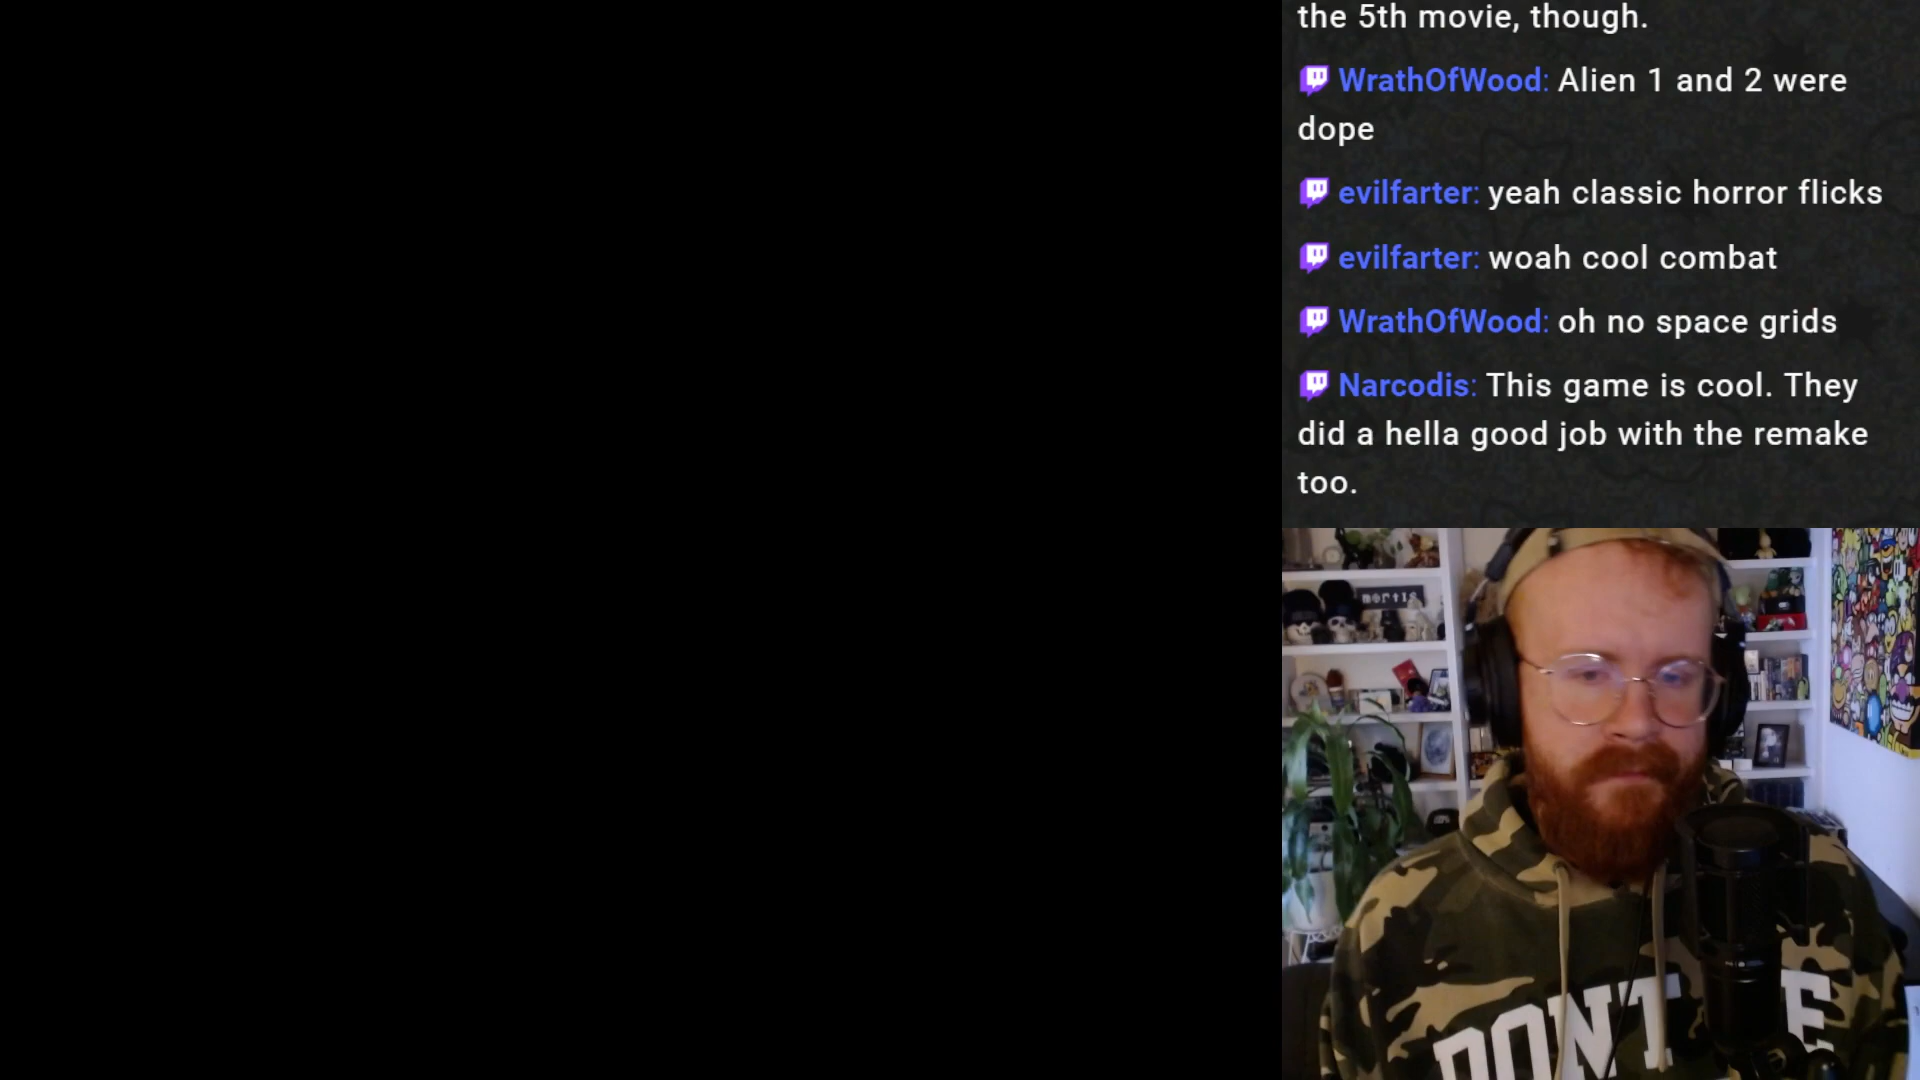 the 5th movie, though.
WrathOfWood: Alien 1 and 2 were
dope
evilfarter: yeah classic horror flicks
evilfarter: woah cool combat
WrathOfWood: oh no space grids
Narcodis: This game is cool. They
did a hella good job with the remake
too.
mortis
DONT E